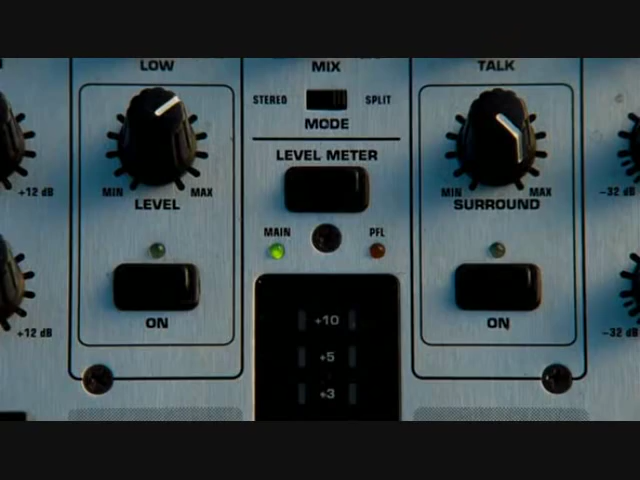 LOW
MIX
TALK
STEREO
SPLIT
MODE
LEVEL METER
+12 dB
MIN
MAX
LEVEL
MIN
MAX
SURROUND
-32 dB
MAIN
PFL
ON
+10
ON
+12 dB
-32 dB
+5
+3